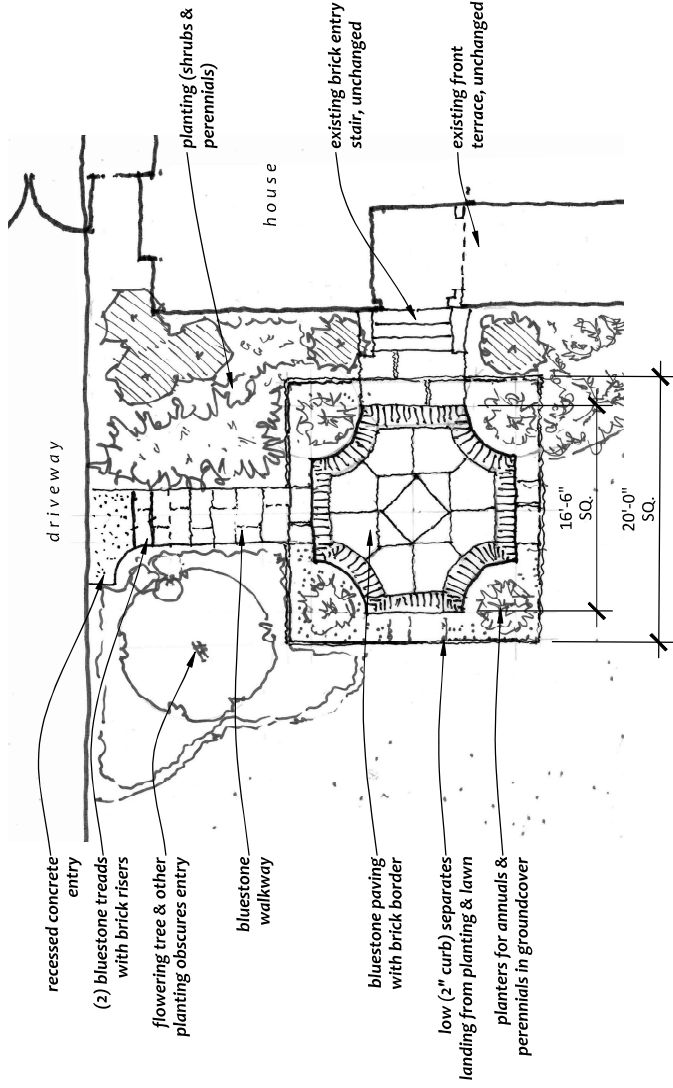 planting (shrubs &
perennials)
existing brick entry
stair, unchanged
existing front
terrace, unchanged
house
driveway
16'-6"
SQ.
20'-0"
SQ.
recessed concrete
entry
(2) bluestone treads
with brick risers
flowering tree & other
planting obscures entry
bluestone
walkway
bluestone paving
with brick border
low (2" curb) separates
landing from planting & lawn
planters for annuals &
perennials in groundcover